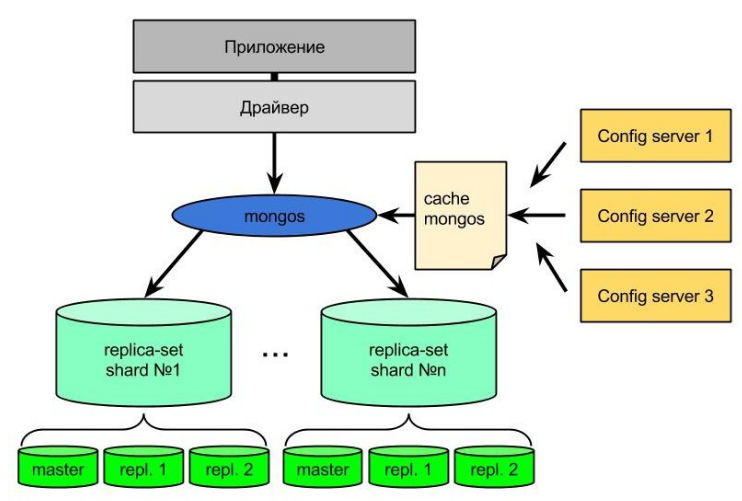 Приложение
Драйвер
Config server 1
cache
mongos
mongos
Config server 2
Config server 3
replica-set
shard №1
...
replica-set
shard №n
master
repl. 1
repl. 2
master
repl. 1
repl. 2